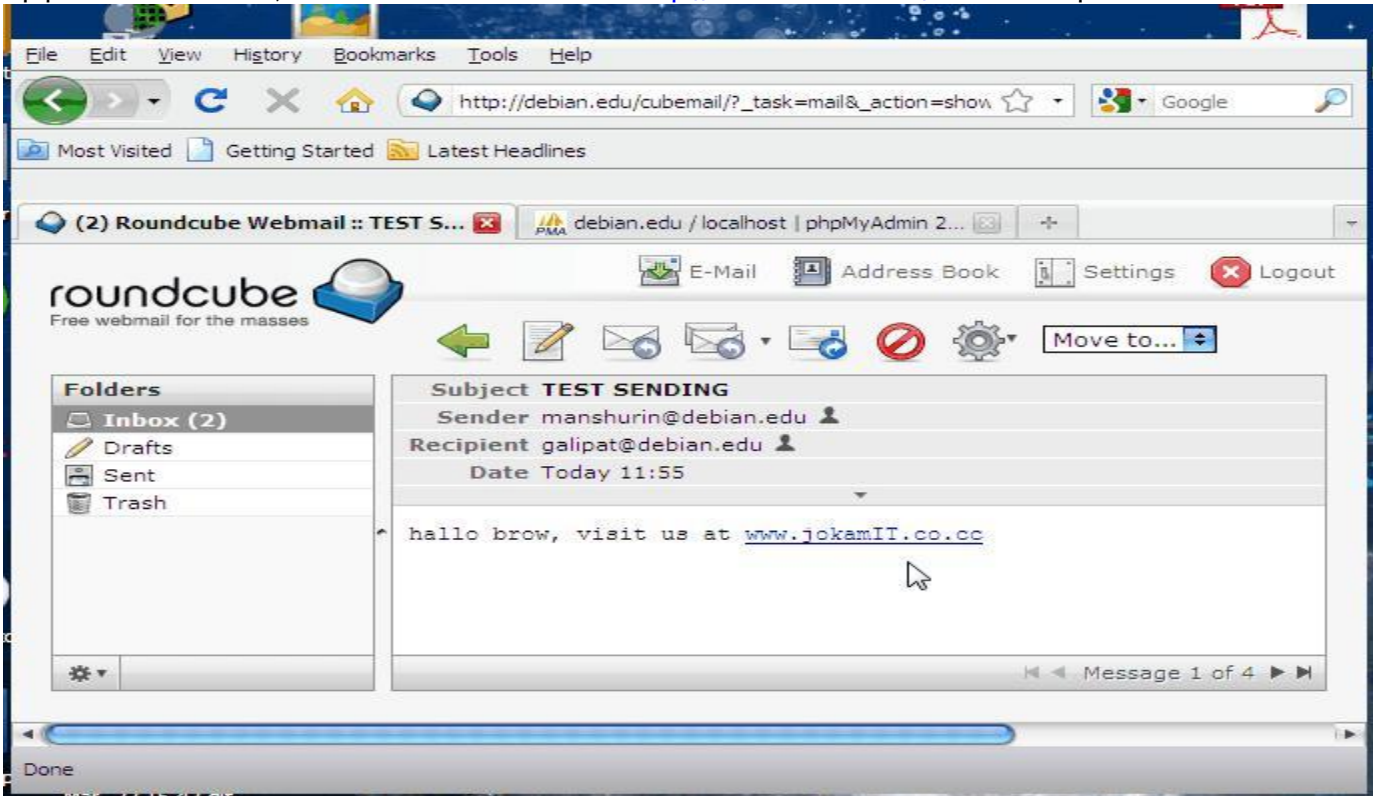 File Edit View History Bookmarks Tools Help
http://debian.edu/cubemail/?_task=mail&_action=show Google
Most Visited Getting Started Latest Headlines
(2) Roundcube Webmail :: TEST S... PMA debian.edu / localhost | phpMyAdmin 2...
E-Mail Address Book Settings Logout
roundcube
Free webmail for the masses
Move to...
Folders
Inbox (2)
Drafts
Sent
Trash
Subject TEST SENDING
Sender manshurin@debian.edu
Recipient galipat@debian.edu
Date Today 11:55
hallo brow, visit us at www.jokamIT.co.cc
Message 1 of 4
Done